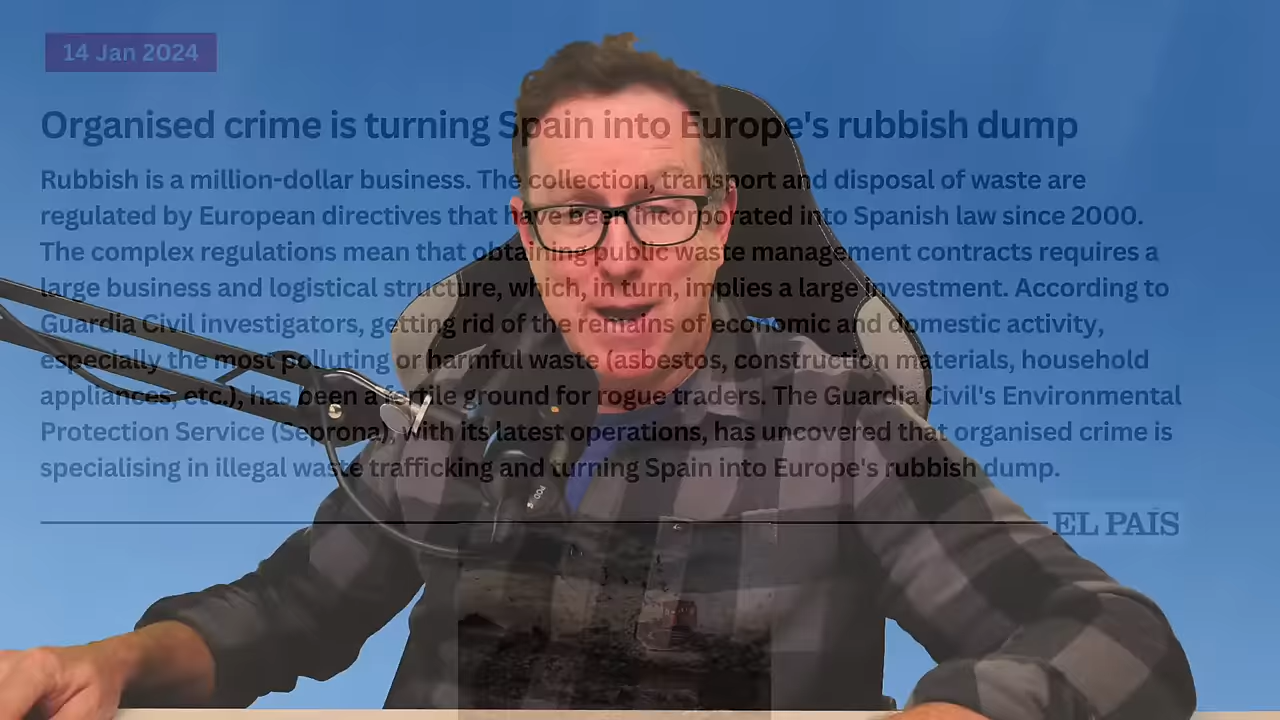 14 Jan 2024
Organised crime is turning Spain into Europe's rubbish dump
Rubbish is a million-dollar business. The collection, transport and disposal of waste are
regulated by European directives that have been incorporated into Spanish law since 2000.
The complex regulations mean that obtaining public waste management contracts requires a
large business and logistical structure, which, in turn, implies a large investment. According to
Guardia Civil investigators, getting rid of the remains of economic and domestic activity,
especially the most polluting or harmful waste (asbestos, construction materials, household
appliances, etc.), has been a fertile ground for rogue traders. The Guardia Civil's Environmental
Protection Service (Seprona), with its latest operations, has uncovered that organised crime is
specialising in illegal waste trafficking and turning Spain into Europe's rubbish dump.
EL PAÍS